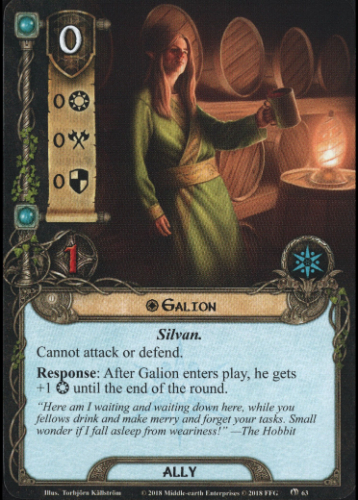 0
0
0
0
1
Galion
Silvan.
Cannot attack or defend.
Response: After Galion enters play, he gets
+1 until the end of the round.
“Here am I waiting and waiting down here, while you
fellows drink and make merry and forget your tasks. Small
wonder if I fall asleep from weariness!” —The Hobbit
ALLY
Illus. Torbjörn Källström
© 2018 Middle-earth Enterprises © 2018 FFG
63